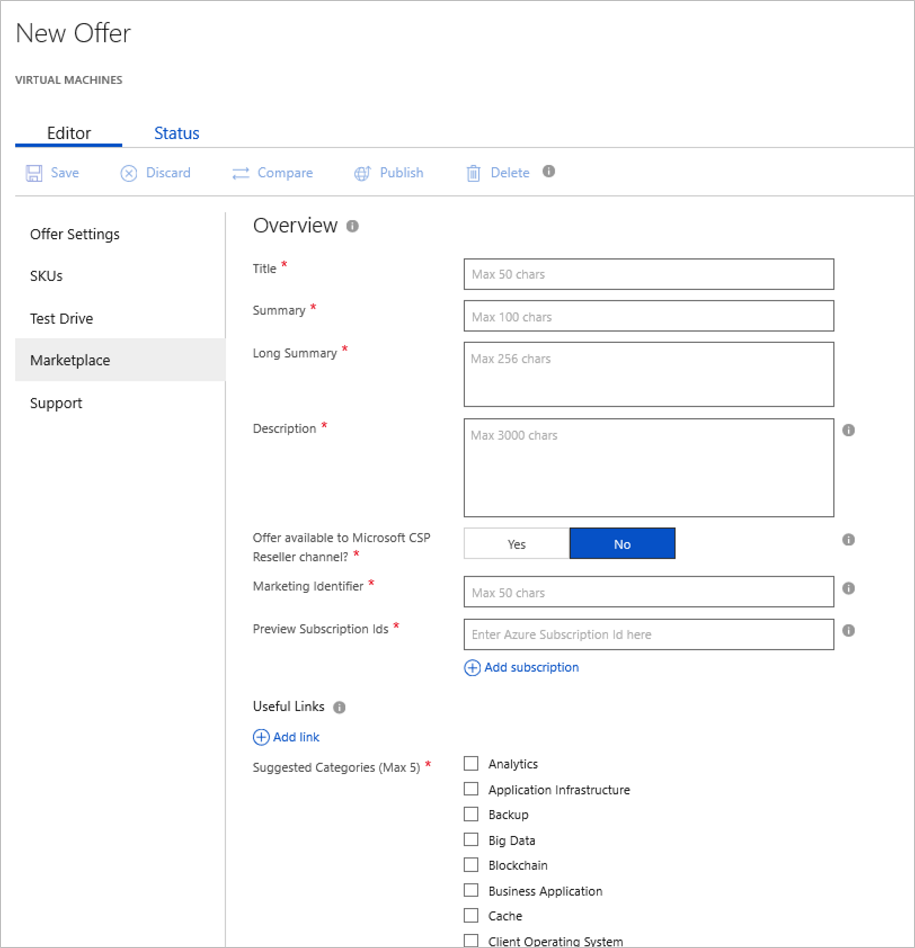 New Offer
VIRTUAL MACHINES
Editor Status
Save Discard Compare Publish Delete
Offer Settings
SKUs
Test Drive
Marketplace
Support
Overview
Title *
Max 50 chars
Summary *
Max 100 chars
Long Summary *
Max 256 chars
Description *
Max 3000 chars
Offer available to Microsoft CSP
Reseller channel? *
Yes No
Marketing Identifier *
Max 50 chars
Preview Subscription Ids *
Enter Azure Subscription Id here
Add subscription
Useful Links
Add link
Suggested Categories (Max 5) *
Analytics
Application Infrastructure
Backup
Big Data
Blockchain
Business Application
Cache
Client Operating System